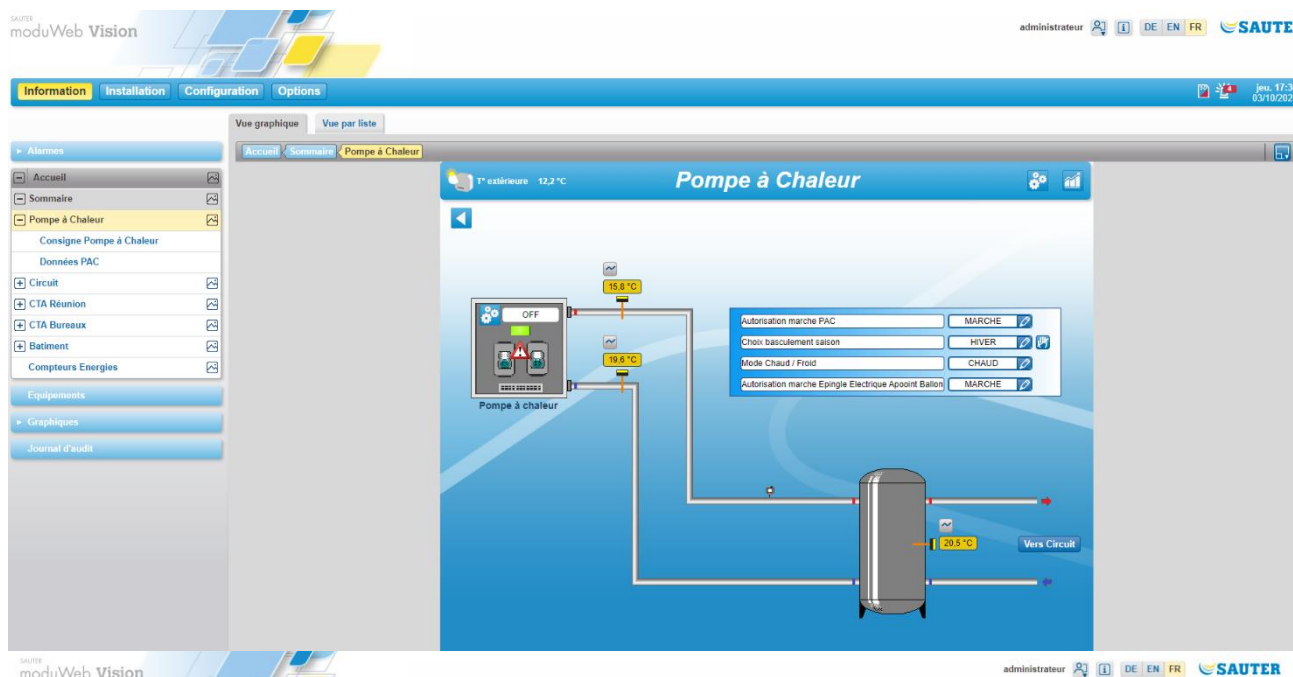 SAUTER
moduWeb Vision
administrateur
DE EN FR
SAUTE
Information Installation Configuration Options
4
jeu. 17:3
03/10/202
Vue graphique Vue par liste
Alarmes
Accueil Sommaire Pompe à Chaleur
Accueil
Sommaire
Pompe à Chaleur
Consigne Pompe à Chaleur
Données PAC
Circuit
CTA Réunion
CTA Bureaux
Batiment
Compteurs Energies
Equipements
Graphiques
Journal d'audit
T° extérieure 12,2 °C
Pompe à Chaleur
15,8 °C
OFF
19,6 °C
Pompe à chaleur
Autorisation marche PAC MARCHE
Choix basculement saison HIVER
Mode Chaud / Froid CHAUD
Autorisation marche Epingle Electrique Apooint Ballon MARCHE
20,5 °C
Vers Circuit
SAUTER
moduWeb Vision
administrateur
DE EN FR
SAUTER